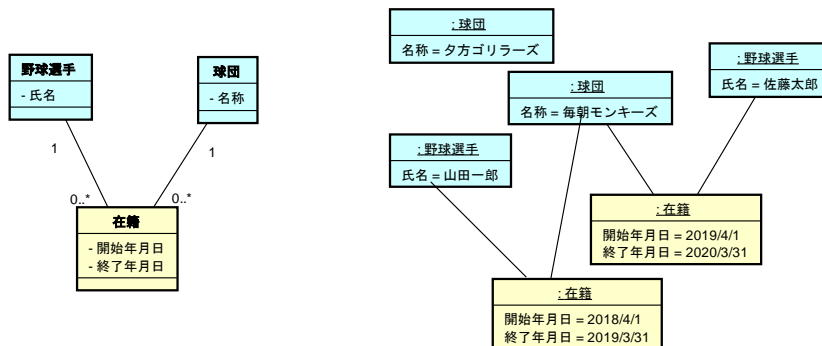 野球選手
- 氏名
球団
- 名称
1
1
0..*
0..*
在籍
- 開始年月日
- 終了年月日
: 球団
名称 = 夕方ゴリラーズ
: 球団
名称 = 毎朝モンキーズ
: 野球選手
氏名 = 佐藤太郎
: 野球選手
氏名 = 山田一郎
: 在籍
開始年月日 = 2019/4/1
終了年月日 = 2020/3/31
: 在籍
開始年月日 = 2018/4/1
終了年月日 = 2019/3/31